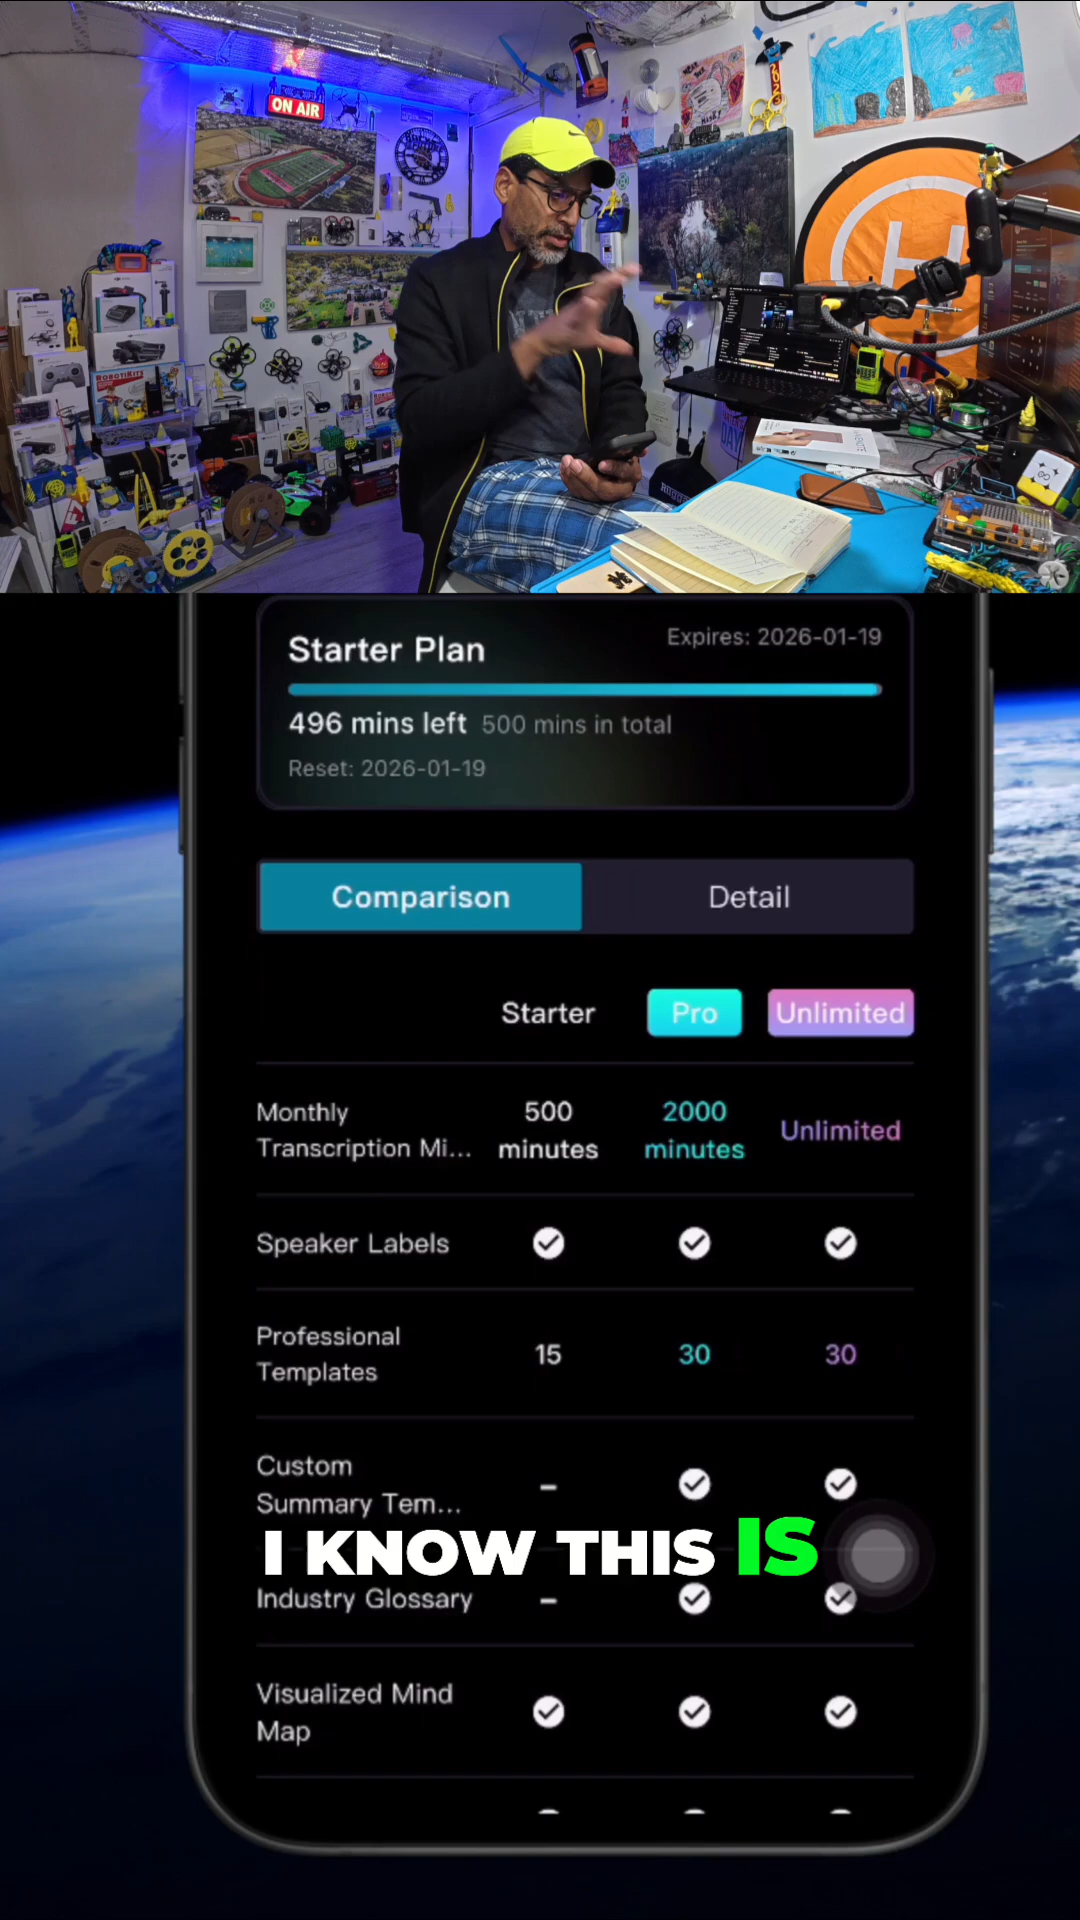 ON AIR
2023
H
ROBOTIKITS
Starter Plan
Expires: 2026-01-19
496 mins left 500 mins in total
Reset: 2026-01-19
Comparison
Detail
Starter Pro Unlimited
Monthly
Transcription Mi...
500
minutes
2000
minutes
Unlimited
Speaker Labels
Professional
Templates
15 30 30
Custom
Summary Tem...
–
I KNOW THIS IS
Industry Glossary –
Visualized Mind
Map